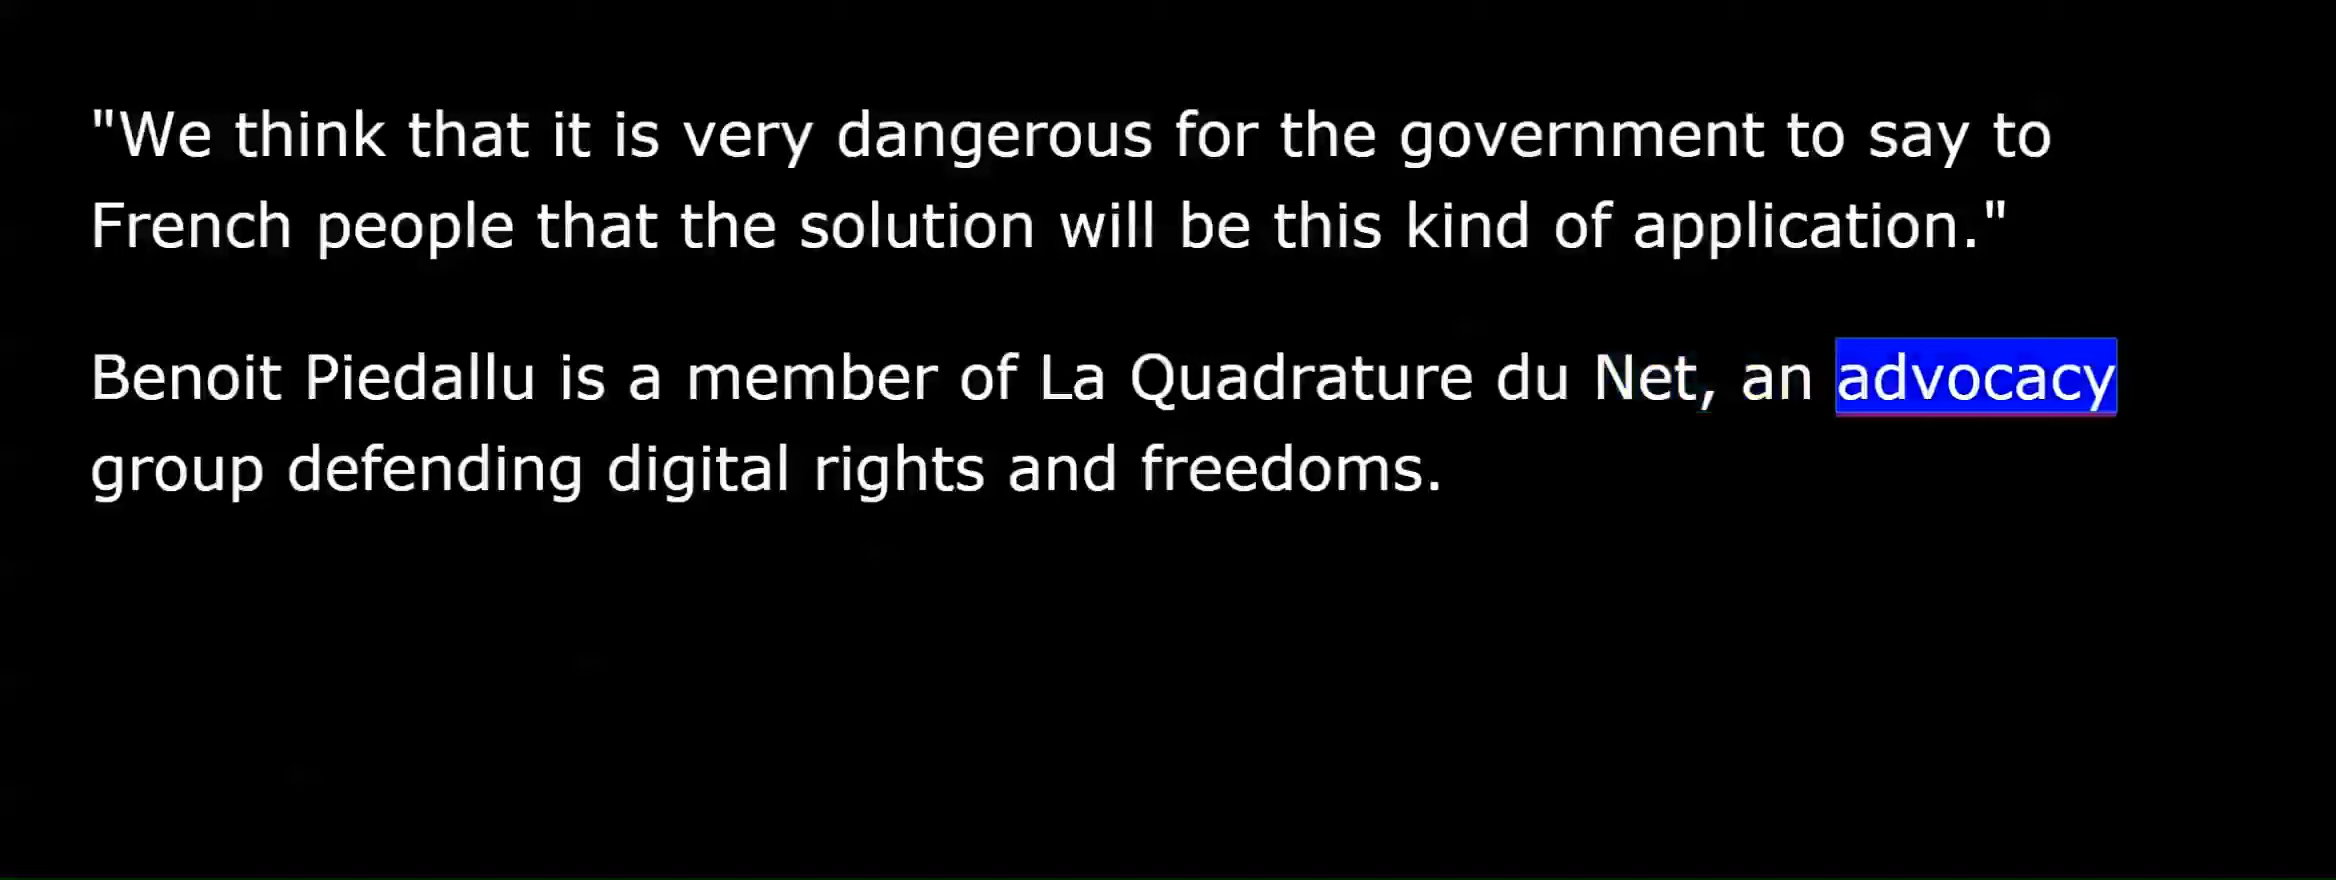 "We think that it is very dangerous for the government to say to
French people that the solution will be this kind of application."
Benoit Piedallu is a member of La Quadrature du Net, an advocacy
group defending digital rights and freedoms.